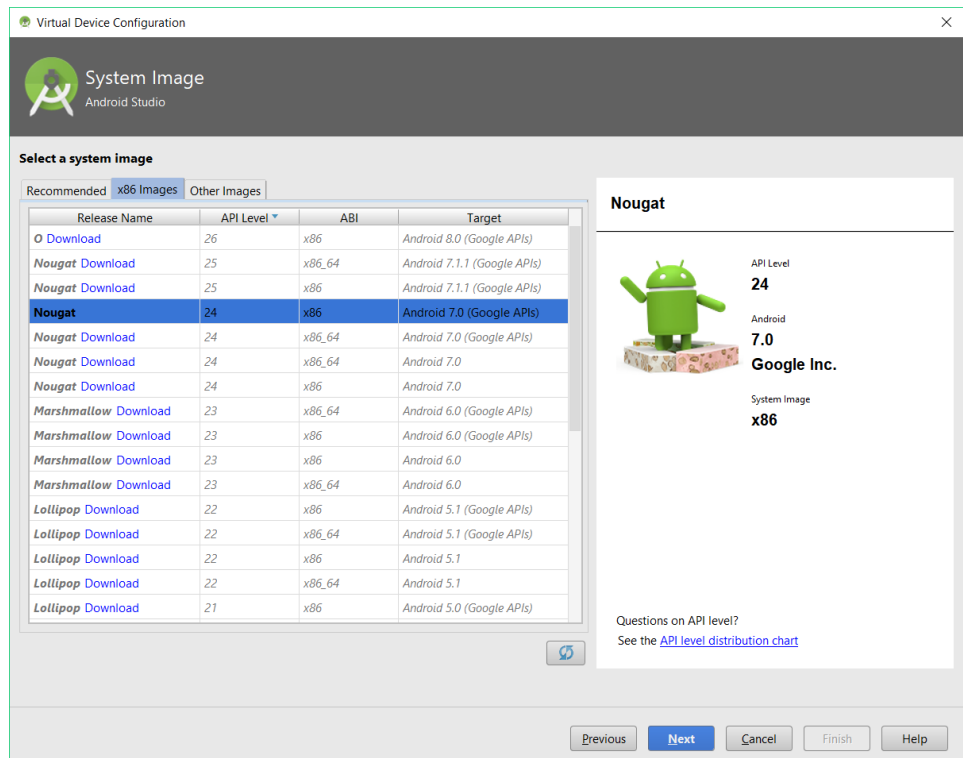 Virtual Device Configuration
System Image
Android Studio
Select a system image
Recommended x86 Images Other Images
Release Name API Level ABI Target
O Download 26 x86 Android 8.0 (Google APIs)
Nougat Download 25 x86_64 Android 7.1.1 (Google APIs)
Nougat Download 25 x86 Android 7.1.1 (Google APIs)
Nougat 24 x86 Android 7.0 (Google APIs)
Nougat Download 24 x86_64 Android 7.0 (Google APIs)
Nougat Download 24 x86_64 Android 7.0
Nougat Download 24 x86 Android 7.0
Marshmallow Download 23 x86_64 Android 6.0 (Google APIs)
Marshmallow Download 23 x86 Android 6.0 (Google APIs)
Marshmallow Download 23 x86 Android 6.0
Marshmallow Download 23 x86_64 Android 6.0
Lollipop Download 22 x86 Android 5.1 (Google APIs)
Lollipop Download 22 x86_64 Android 5.1 (Google APIs)
Lollipop Download 22 x86 Android 5.1
Lollipop Download 22 x86_64 Android 5.1
Lollipop Download 21 x86 Android 5.0 (Google APIs)
Nougat
API Level
24
Android
7.0
Google Inc.
System Image
x86
Questions on API level?
See the API level distribution chart
Previous Next Cancel Finish Help